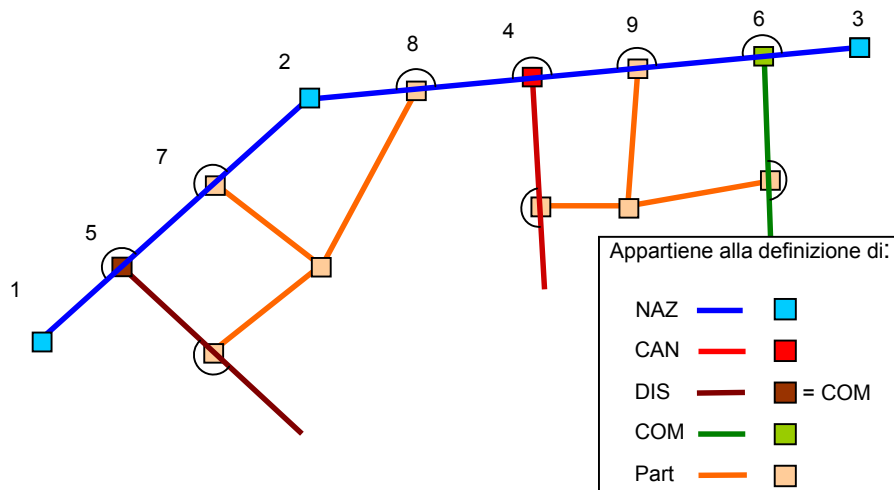 3
6
9
4
8
2
7
5
1
Appartiene alla definizione di:
NAZ
CAN
DIS = COM
COM
Part